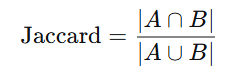 Jaccard = |A ∩ B| / |A ∪ B|